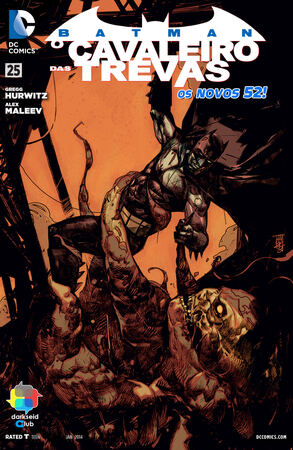 BATMAN
O CAVALEIRO
DAS TREVAS
OS NOVOS 52!
DC COMICS
25
GREGG
HURWITZ
ALEX
MALEEV
darkseid
Club
RATED T TEEN
JAN 2014
DCCOMICS.COM